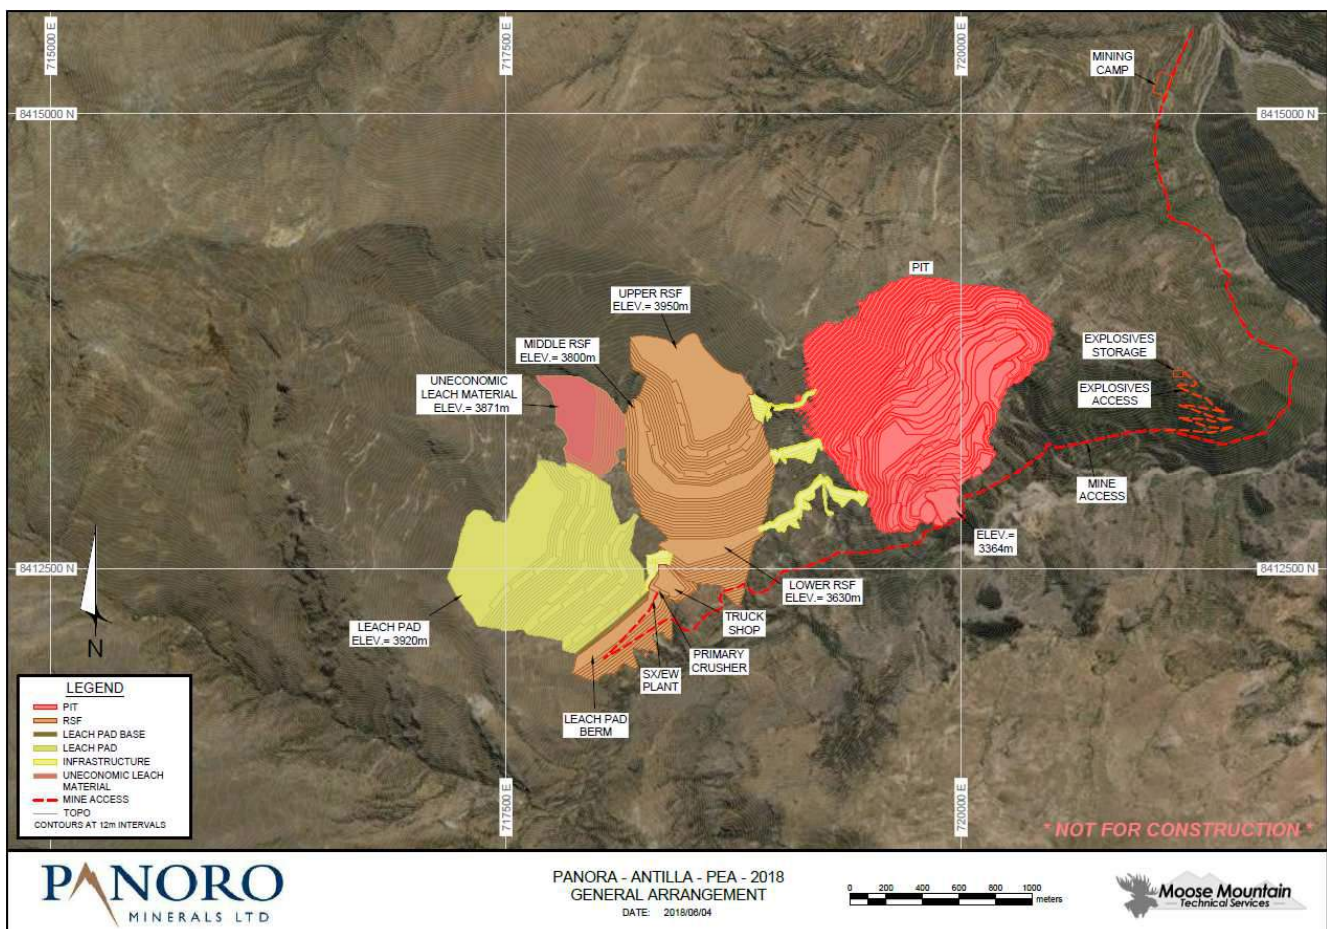 715000 E
717500 E
720000 E
8415000 N
8415000 N
MINING
CAMP
PIT
UPPER RSF
ELEV.= 3950m
MIDDLE RSF
ELEV.= 3800m
UNECONOMIC
LEACH MATERIAL
ELEV.= 3871m
EXPLOSIVES
STORAGE
EXPLOSIVES
ACCESS
MINE
ACCESS
ELEV.=
3364m
8412500 N
8412500 N
LOWER RSF
ELEV.= 3630m
LEACH PAD
ELEV.= 3920m
TRUCK
SHOP
PRIMARY
CRUSHER
SX/EW
PLANT
LEACH PAD
BERM
N
LEGEND
PIT
RSF
LEACH PAD BASE
LEACH PAD
INFRASTRUCTURE
UNECONOMIC LEACH
MATERIAL
MINE ACCESS
TOPO
CONTOURS AT 12m INTERVALS
717500 E
720000 E
* NOT FOR CONSTRUCTION *
PANORO
MINERALS LTD
PANORA - ANTILLA - PEA - 2018
GENERAL ARRANGEMENT
DATE: 2018/06/04
0 200 400 600 800 1000
meters
Moose Mountain
Technical Services